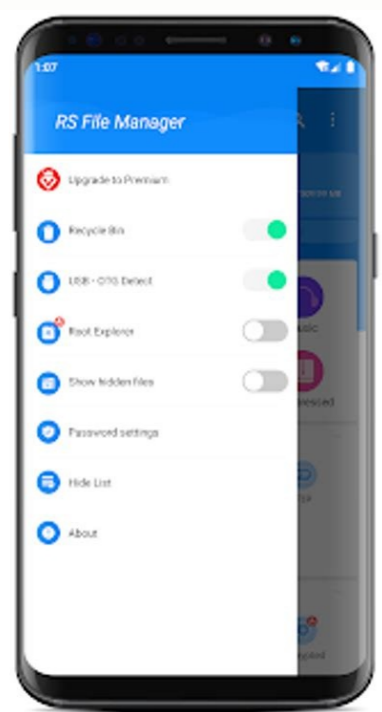 1:07
RS File Manager
Upgrade to Premium
Recycle Bin
USB - OTG Detect
Root Explorer
Show hidden files
Password settings
Hide List
About